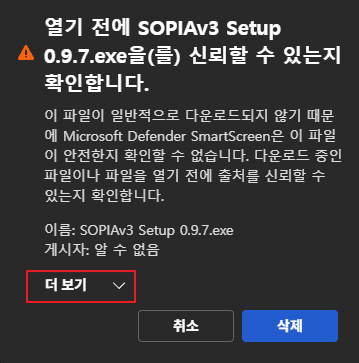 열기 전에 SOPIAv3 Setup
0.9.7.exe을(를) 신뢰할 수 있는지
확인합니다.
이 파일이 일반적으로 다운로드되지 않기 때문
에 Microsoft Defender SmartScreen은 이 파일
이 안전한지 확인할 수 없습니다. 다운로드 중인
파일이나 파일을 열기 전에 출처를 신뢰할 수
있는지 확인합니다.
이름: SOPIAv3 Setup 0.9.7.exe
게시자: 알 수 없음
더 보기
취소
삭제